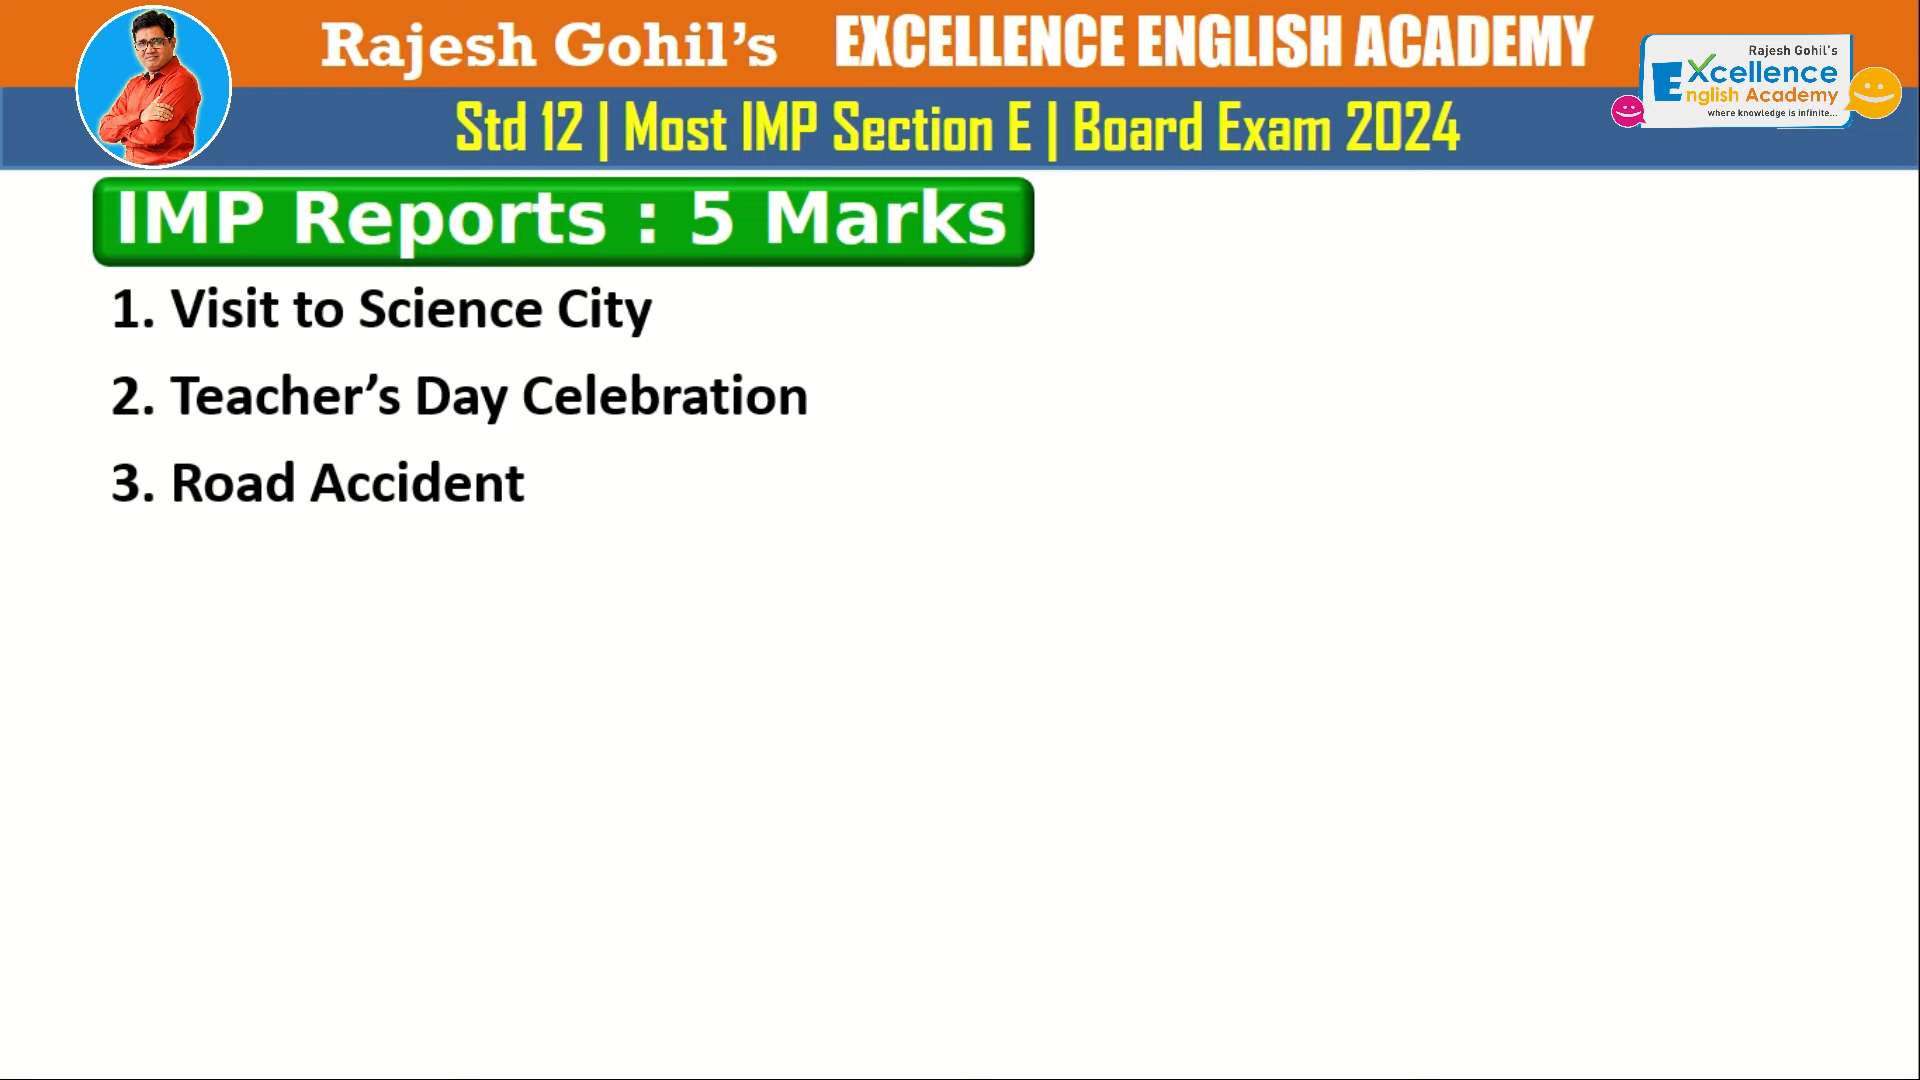 Rajesh Gohil’s EXCELLENCE ENGLISH ACADEMY
Rajesh Gohil's
Excellence
English Academy
where knowledge is infinite...
Std 12 | Most IMP Section E | Board Exam 2024
IMP Reports : 5 Marks
1. Visit to Science City
2. Teacher’s Day Celebration
3. Road Accident